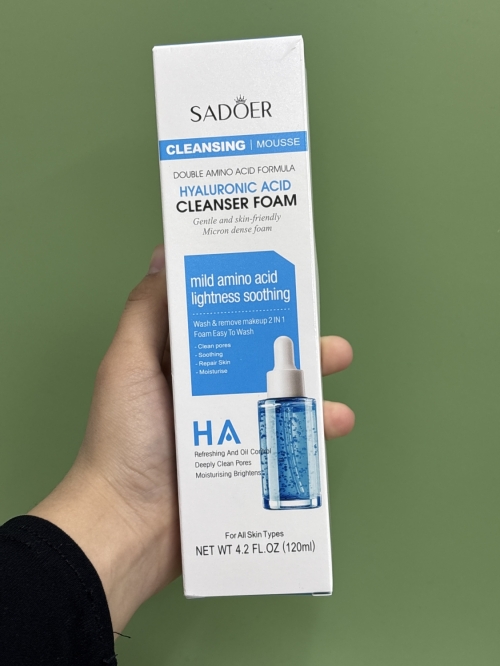 SADOER
CLEANSING | MOUSSE
DOUBLE AMINO ACID FORMULA
HYALURONIC ACID
CLEANSER FOAM
Gentle and skin-friendly
Micron dense foam
mild amino acid
lightness soothing
Wash & remove makeup 2 IN 1
Foam Easy To Wash
- Clean pores
- Soothing
- Repair Skin
- Moisturise
HA
Refreshing And Oil Control
Deeply Clean Pores
Moisturising Brightens
For All Skin Types
NET WT 4.2 FL.OZ (120ml)